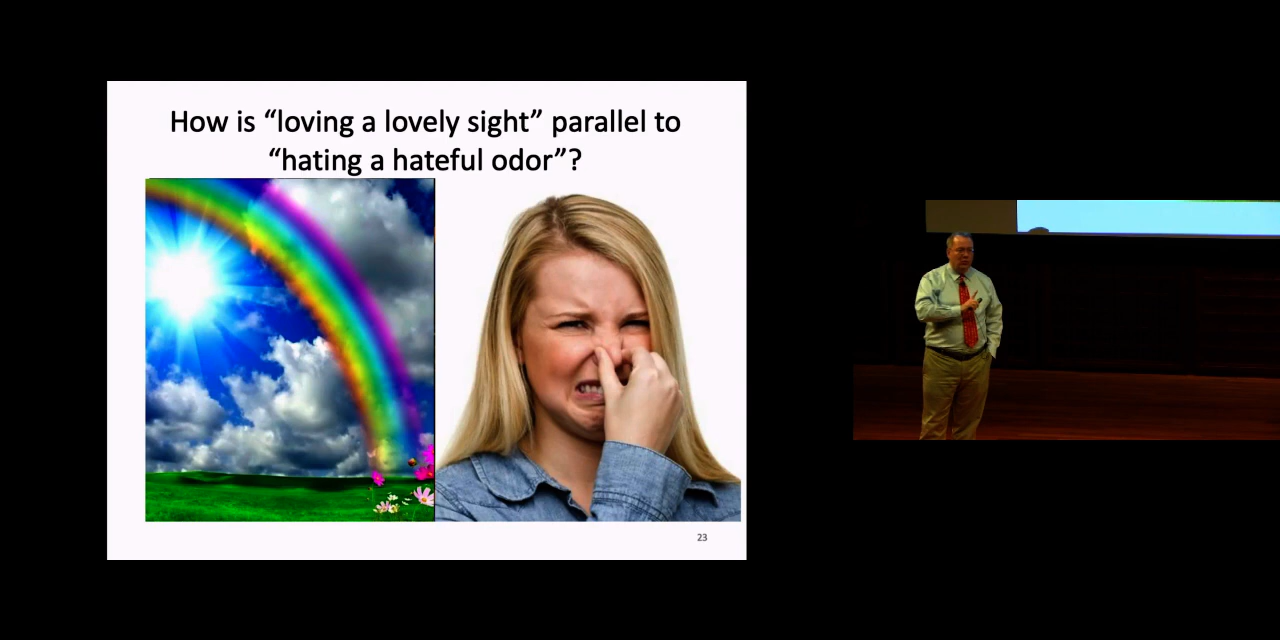 How is “loving a lovely sight” parallel to
“hating a hateful odor”?
23